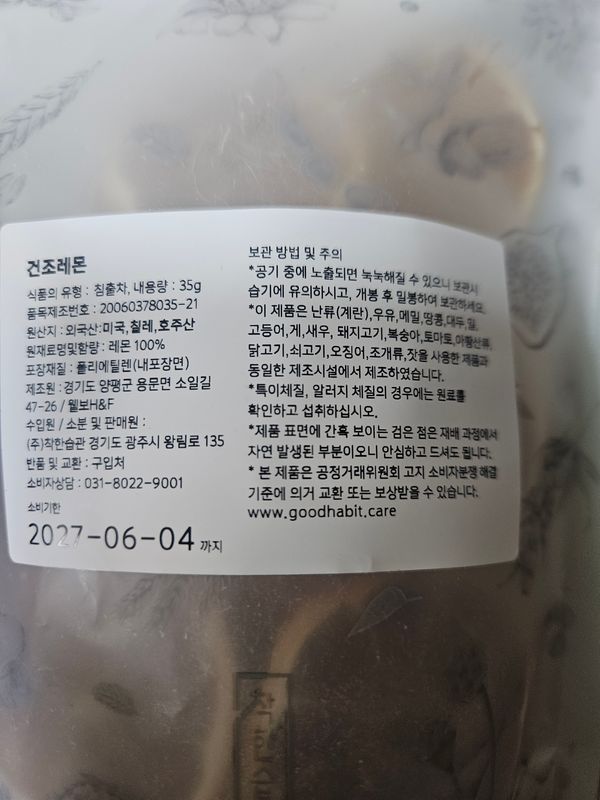 건조레몬
식품의 유형 : 침출차, 내용량 : 35g
품목제조번호 : 20060378035-21
원산지 : 외국산:미국,칠레,호주산
원재료명및함량 : 레몬 100%
포장재질 : 폴리에틸렌(내포장면)
제조원 : 경기도 양평군 용문면 소일길
47-26 / 웰보H&F
수입원 / 소분 및 판매원 :
(주)착한습관 경기도 광주시 왕림로 135
반품 및 교환 : 구입처
소비자상담 : 031-8022-9001
소비기한
2027-06-04 까지
보관 방법 및 주의
*공기 중에 노출되면 눅눅해질 수 있으니 보관시
습기에 유의하시고, 개봉 후 밀봉하여 보관하세요.
*이 제품은 난류(계란),우유,메밀,땅콩,대두,밀,
고등어,게,새우, 돼지고기,복숭아,토마토,아황산류,
닭고기,쇠고기,오징어,조개류,잣을 사용한 제품과
동일한 제조시설에서 제조하였습니다.
*특이체질, 알러지 체질의 경우에는 원료를
확인하고 섭취하십시오.
*제품 표면에 간혹 보이는 검은 점은 재배 과정에서
자연 발생된 부분이오니 안심하고 드셔도 됩니다.
* 본 제품은 공정거래위원회 고지 소비자분쟁 해결
기준에 의거 교환 또는 보상받을 수 있습니다.
www.goodhabit.care